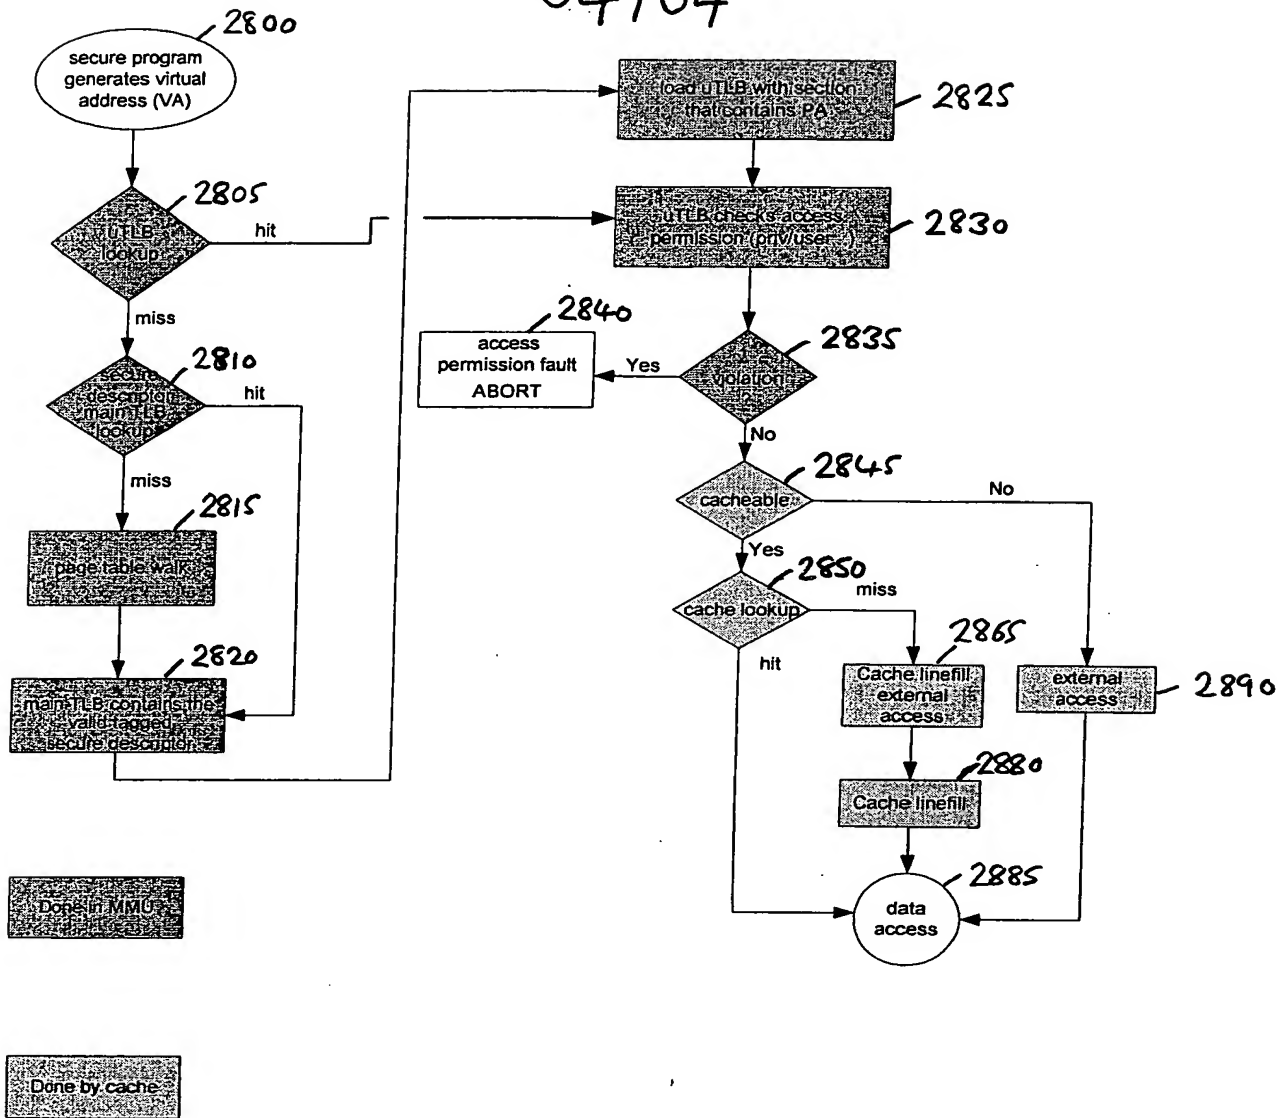 2800
secure program
generates virtual
address (VA)
2805
uTLB
lookup
hit
miss
2810
secure
descriptor
main TLB
lookup
hit
miss
2815
page table walk
2820
main TLB contains the
valid tagged
secure descriptor
load uTLB with section
that contains PA
2825
uTLB checks access
permission (priv/user...)
2830
2840
access
permission fault
ABORT
Yes
2835
violation
?
No
2845
cacheable
No
Yes
2850
cache lookup
miss
hit
2865
Cache linefill
external
access
external
access
2890
2880
Cache linefill
2885
data
access
Done in MMU
Done by cache